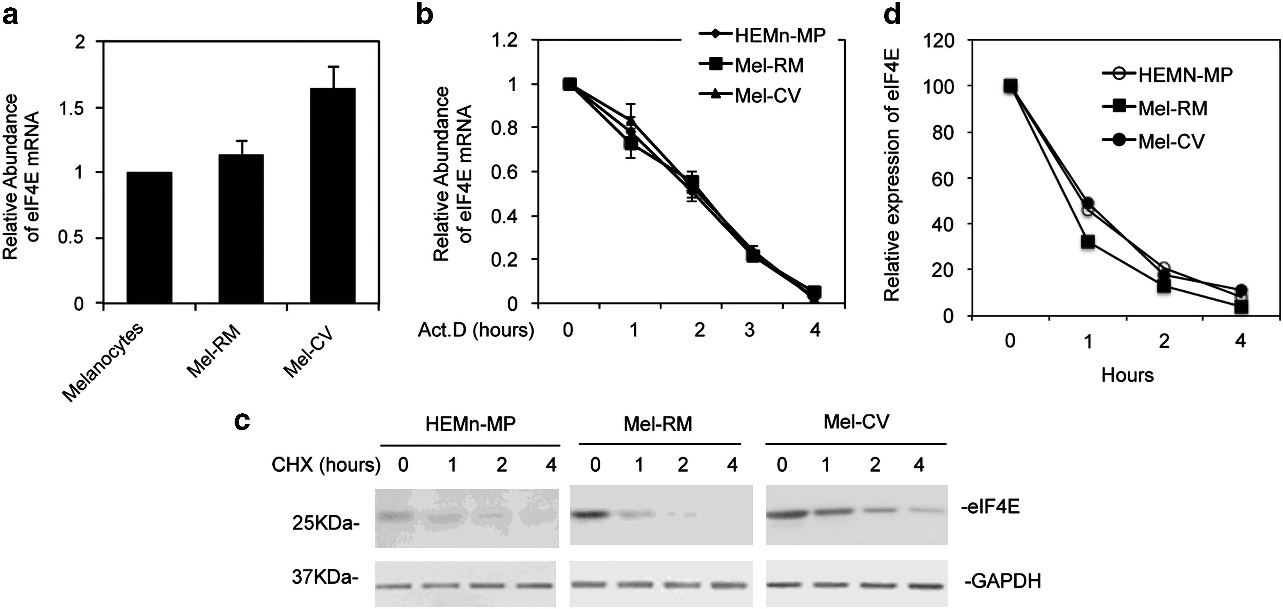 a
Relative Abundance
of eIF4E mRNA
2
1.5
1
0.5
0
Melanocytes
Mel-RM
Mel-CV
b
Relative Abundance
of eIF4E mRNA
1.2
1
0.8
0.6
0.4
0.2
0
HEMn-MP
Mel-RM
Mel-CV
Act.D (hours) 0 1 2 3 4
d
Relative expression of eIF4E
120
100
80
60
40
20
0
HEMN-MP
Mel-RM
Mel-CV
0 1 2 4
Hours
c
HEMn-MP Mel-RM Mel-CV
CHX (hours) 0 1 2 4 0 1 2 4 0 1 2 4
25KDa- -eIF4E
37KDa- -GAPDH